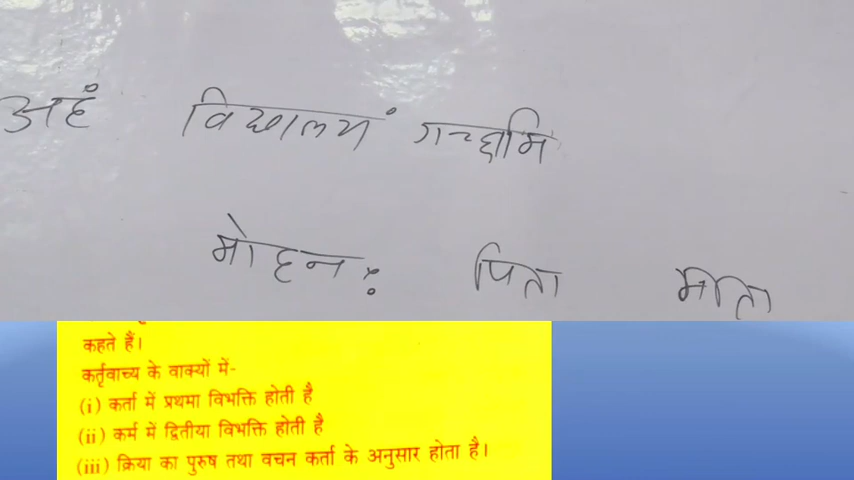 अहं विद्यालयं गच्छामि
मोहनः पिता माता
कहते हैं।
कर्तृवाच्य के वाक्यों में-
(i) कर्ता में प्रथमा विभक्ति होती है
(ii) कर्म में द्वितीया विभक्ति होती है
(iii) क्रिया का पुरुष तथा वचन कर्ता के अनुसार होता है।